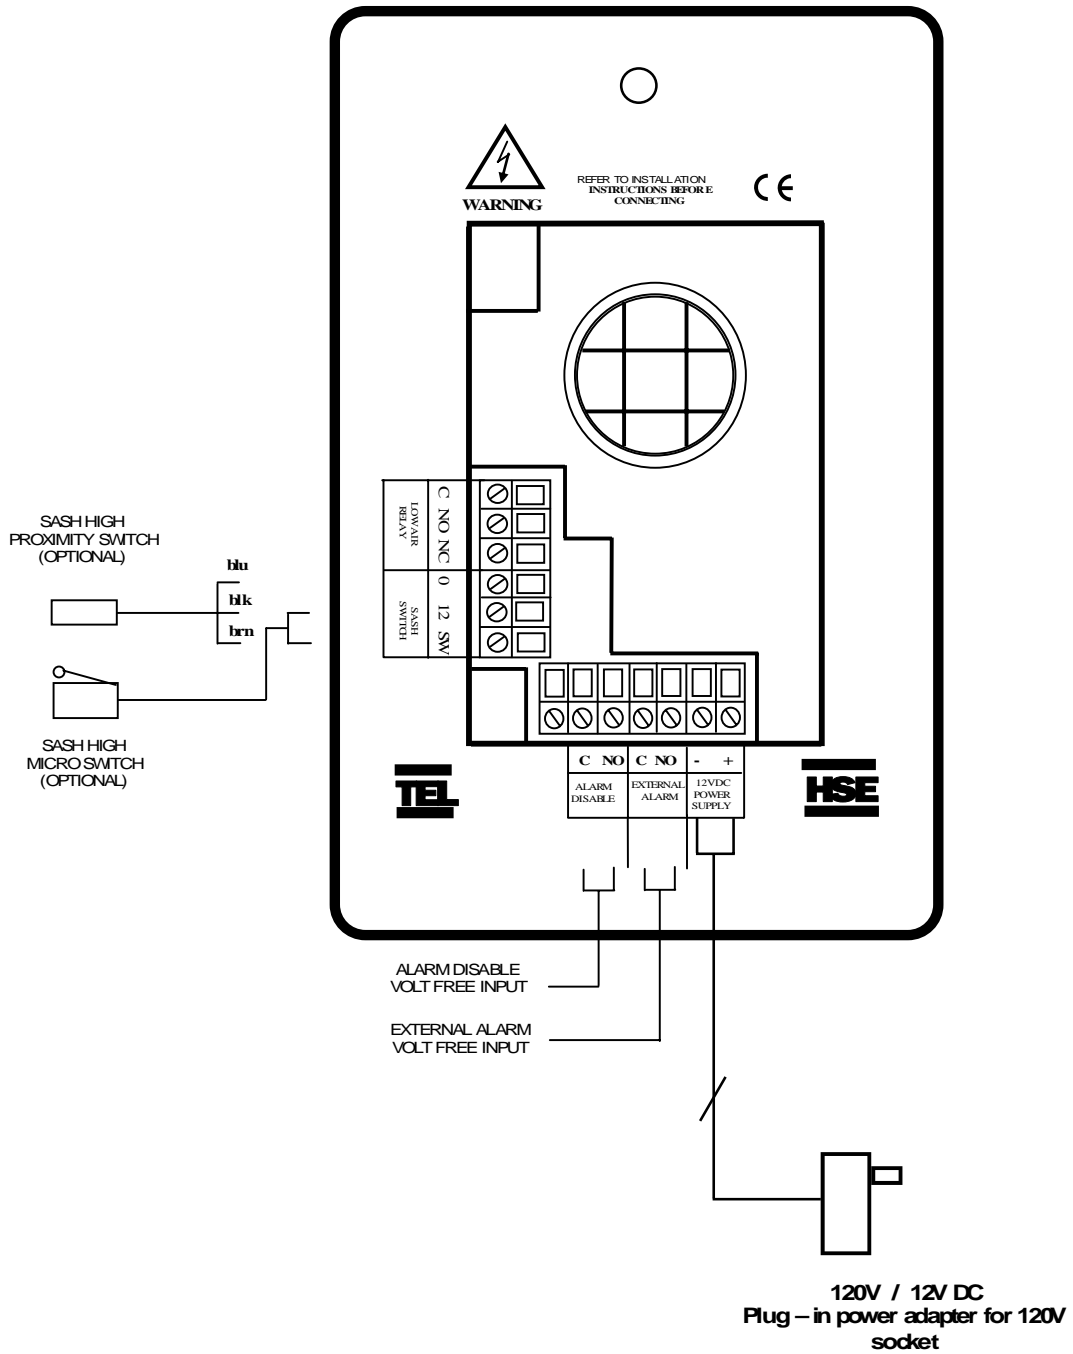 WARNING
REFER TO INSTALLATION
INSTRUCTIONS BEFORE
CONNECTING
CE
C NO NC 0 12 SW
LOW AIR
RELAY
SASH
SWITCH
SASH HIGH
PROXIMITY SWITCH
(OPTIONAL)
blu
blk
brn
SASH HIGH
MICRO SWITCH
(OPTIONAL)
C NO C NO - +
ALARM
DISABLE
EXTERNAL
ALARM
12VDC
POWER
SUPPLY
TEL
HSE
ALARM DISABLE
VOLT FREE INPUT
EXTERNAL ALARM
VOLT FREE INPUT
120V / 12V DC
Plug – in power adapter for 120V
socket